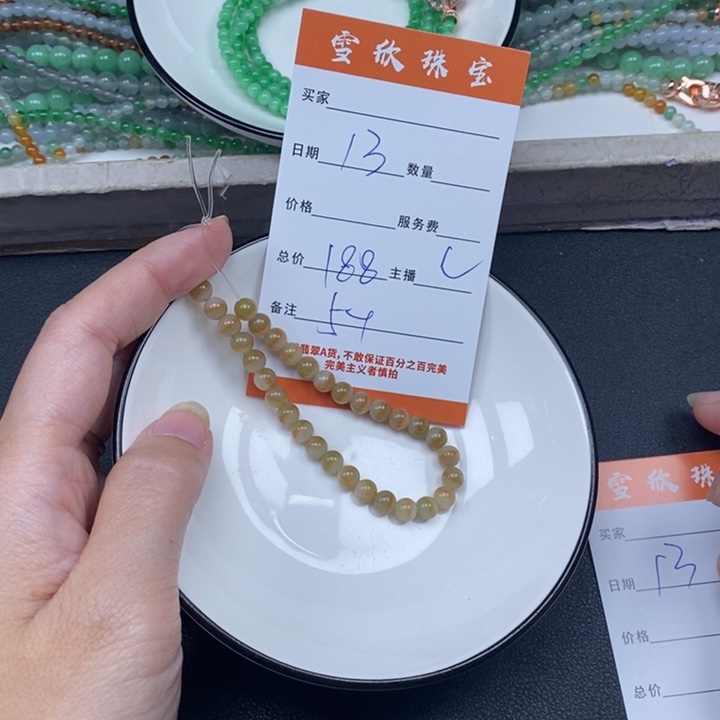 雪欣珠宝
买家
日期 13 数量
价格 服务费
总价 188 主播 L
备注 54
翡翠A货,不敢保证百分之百完美
完美主义者慎拍
雪欣珠
买家
日期 13
价格
总价